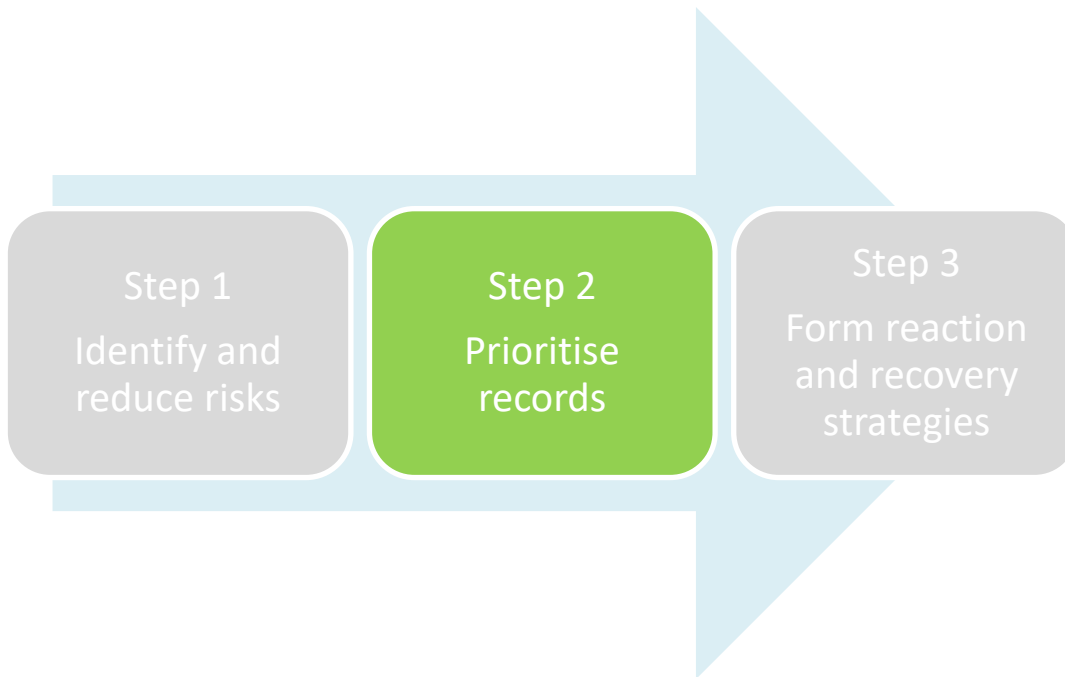 Step 1
Identify and
reduce risks
Step 2
Prioritise
records
Step 3
Form reaction
and recovery
strategies